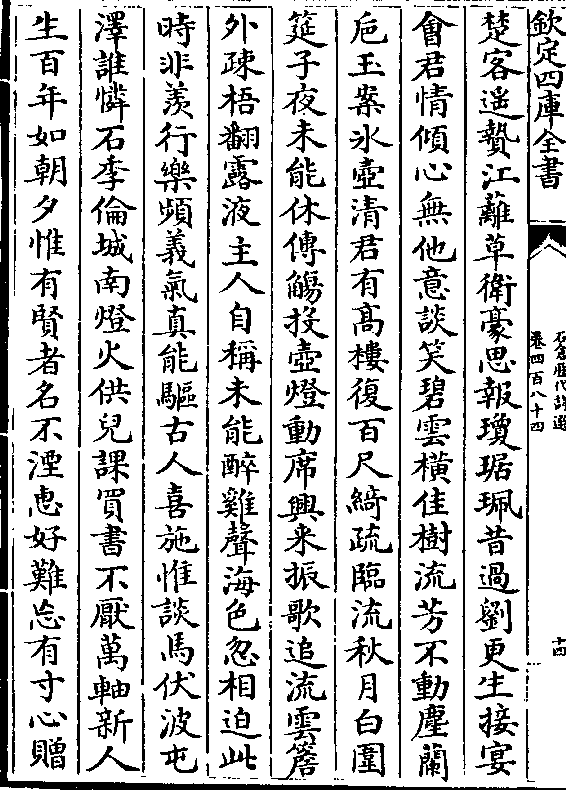 欽定四庫全書
石倉歷代詩選
卷四百八十四
十四
楚客遥贄江蘺草衛豪思報瓊琚珮昔過劉更生接宴
會君情傾心無他意談笑碧雲横佳樹流芳不動塵蘭
巵玉案氷壺清君有髙樓復百尺綺疏臨流秋月白圍
筵子夜未能休傳觴投壺燈動席興来振歌追流雲簷
外疎梧翻露液主人自稱未能醉雞聲海色忽相迫此
時非羨行樂頻義氣真能驅古人喜施惟談馬伏波屯
澤誰憐石季倫城南燈火供兒課買書不厭萬軸新人
生百年如朝夕惟有賢者名不湮恵好難忘有寸心贈